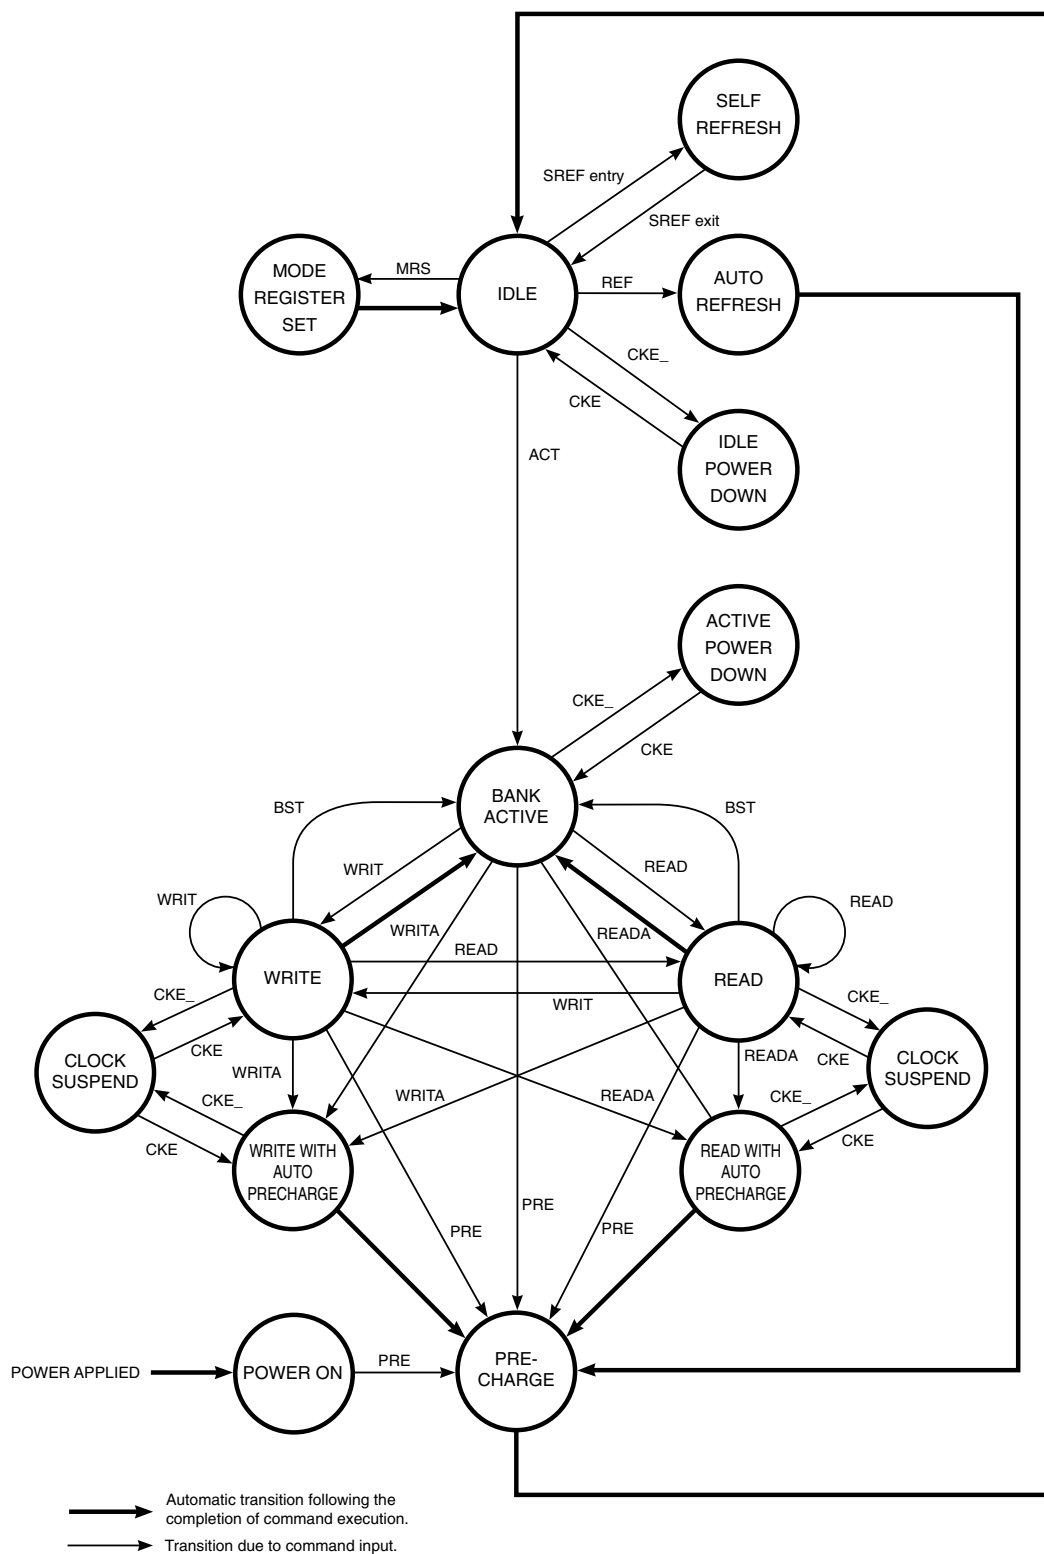 SELF
REFRESH
SREF entry
SREF exit
MODE
REGISTER
SET
MRS
IDLE
REF
AUTO
REFRESH
CKE_
CKE
IDLE
POWER
DOWN
ACT
ACTIVE
POWER
DOWN
CKE_
CKE
BANK
ACTIVE
BST
BST
WRIT
READ
WRIT
WRITA
READA
READ
WRITE
READ
READ
WRIT
CKE_
CKE
CLOCK
SUSPEND
CKE_
CKE
CLOCK
SUSPEND
WRITA
READA
CKE_
CKE
WRITA
READA
CKE_
CKE
WRITE WITH
AUTO
PRECHARGE
READ WITH
AUTO
PRECHARGE
PRE
PRE
PRE
POWER APPLIED
POWER ON
PRE
PRE-
CHARGE
Automatic transition following the
completion of command execution.
Transition due to command input.